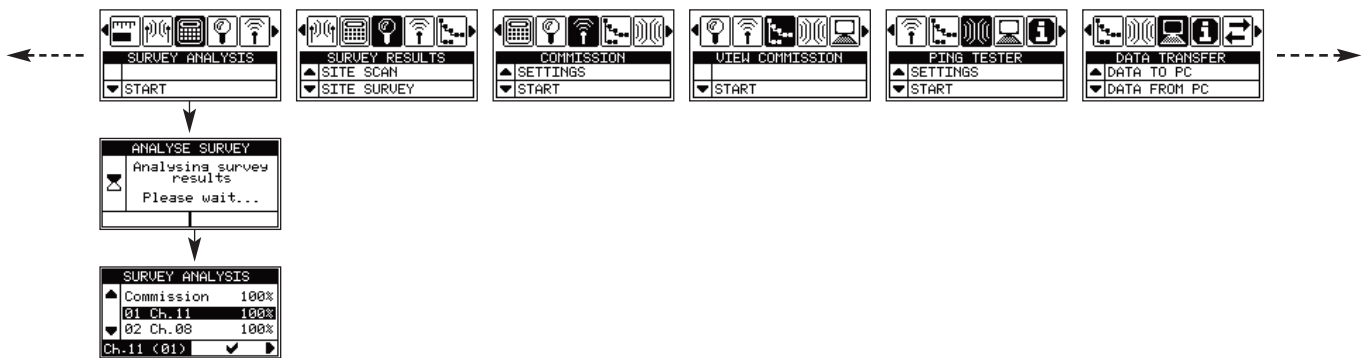 SURVEY ANALYSIS
START
SURVEY RESULTS
SITE SCAN
SITE SURVEY
COMMISSION
SETTINGS
START
VIEW COMMISSION
START
PING TESTER
SETTINGS
START
DATA TRANSFER
DATA TO PC
DATA FROM PC
ANALYSE SURVEY
Analysing survey
results
Please wait...
SURVEY ANALYSIS
Commission 100%
01 Ch.11 100%
02 Ch.08 100%
Ch.11 (01)